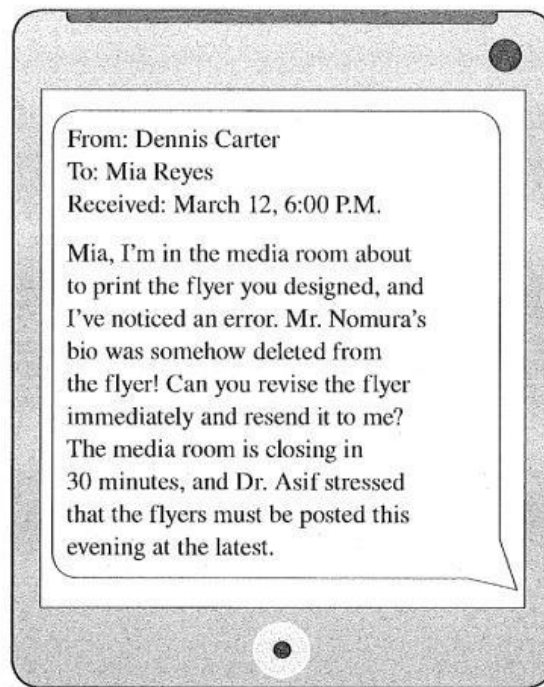 From: Dennis Carter
To: Mia Reyes
Received: March 12, 6:00 P.M.
Mia, I'm in the media room about
to print the flyer you designed, and
I've noticed an error. Mr. Nomura's
bio was somehow deleted from
the flyer! Can you revise the flyer
immediately and resend it to me?
The media room is closing in
30 minutes, and Dr. Asif stressed
that the flyers must be posted this
evening at the latest.